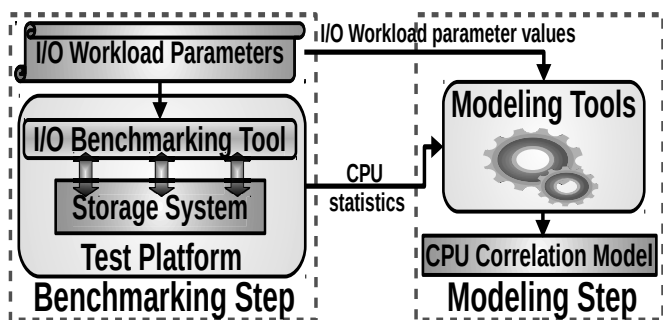 I/O Workload Parameters
I/O Workload parameter values
I/O Benchmarking Tool
Storage System
Test Platform
Benchmarking Step
CPU
statistics
Modeling Tools
CPU Correlation Model
Modeling Step